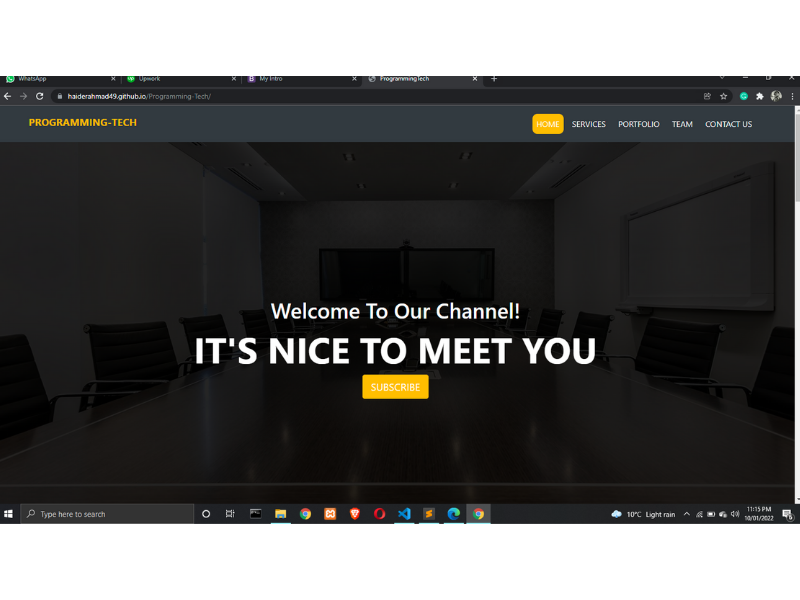 WhatsApp
Upwork
My Intro
ProgrammingTech
haiderahmad49.github.io/Programming-Tech/
PROGRAMMING-TECH
HOME SERVICES PORTFOLIO TEAM CONTACT US
Welcome To Our Channel!
IT'S NICE TO MEET YOU
SUBSCRIBE
Type here to search
10°C Light rain
11:15 PM
10/01/2022